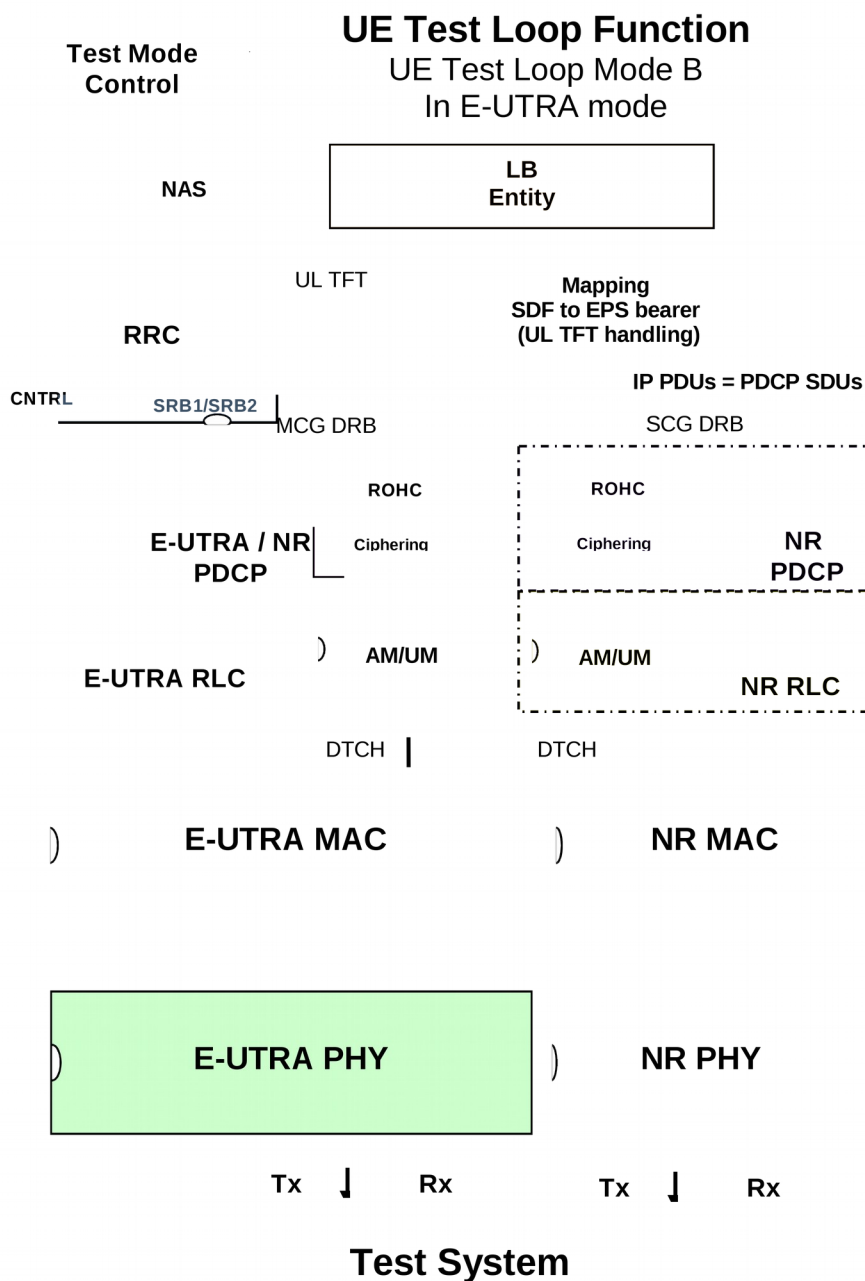 UE Test Loop Function
Test Mode
Control
UE Test Loop Mode B
In E-UTRA mode
LB
Entity
NAS
UL TFT
Mapping
SDF to EPS bearer
(UL TFT handling)
RRC
IP PDUs = PDCP SDUs
CNTRL
SRB1/SRB2
MCG DRB
SCG DRB
ROHC
ROHC
E-UTRA / NR
PDCP
Ciphering
Ciphering
NR
PDCP
AM/UM
AM/UM
E-UTRA RLC
NR RLC
DTCH
DTCH
E-UTRA MAC
NR MAC
E-UTRA PHY
NR PHY
Tx
Rx
Tx
Rx
Test System